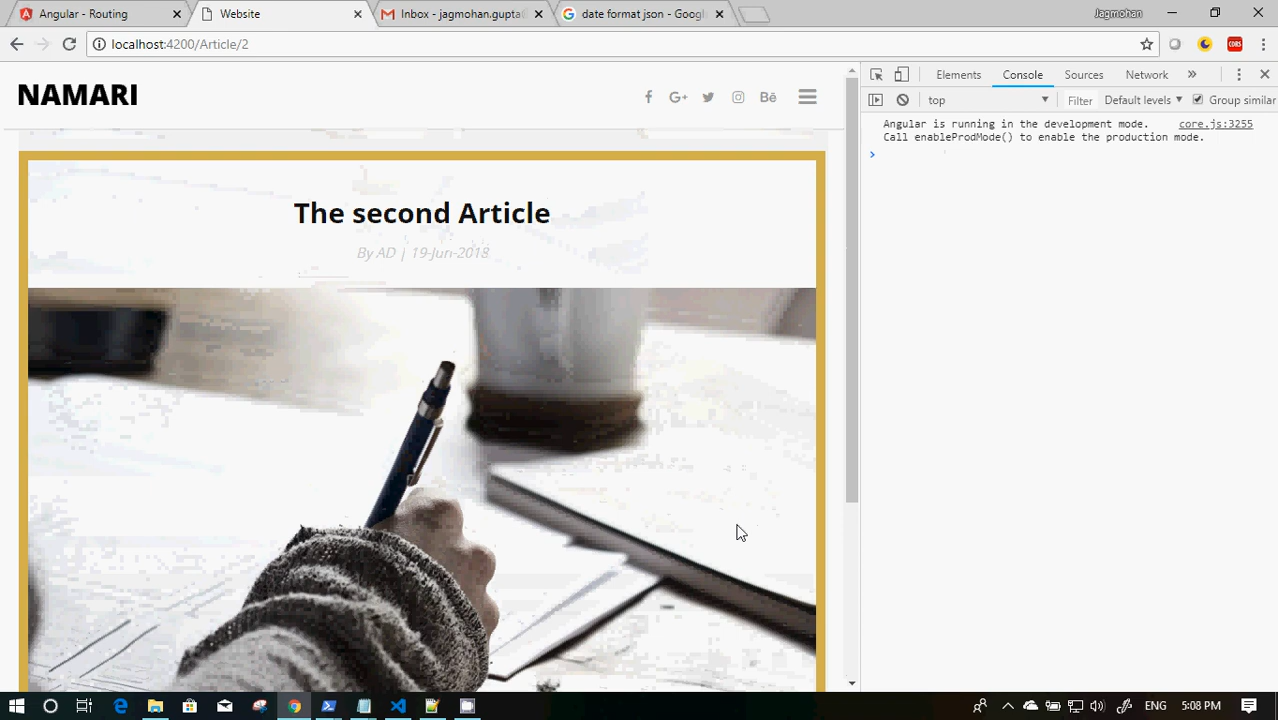 Angular - Routing
Website
Inbox - jagmohan.gupta@
date format json - Google
Jagmohan
localhost:4200/Article/2
NAMARI
G+
Bē
The second Article
By AD | 19-Jun-2018
Elements Console Sources Network »
top Filter Default levels Group similar
Angular is running in the development mode. core.js:3255
Call enableProdMode() to enable the production mode.
ENG 5:08 PM